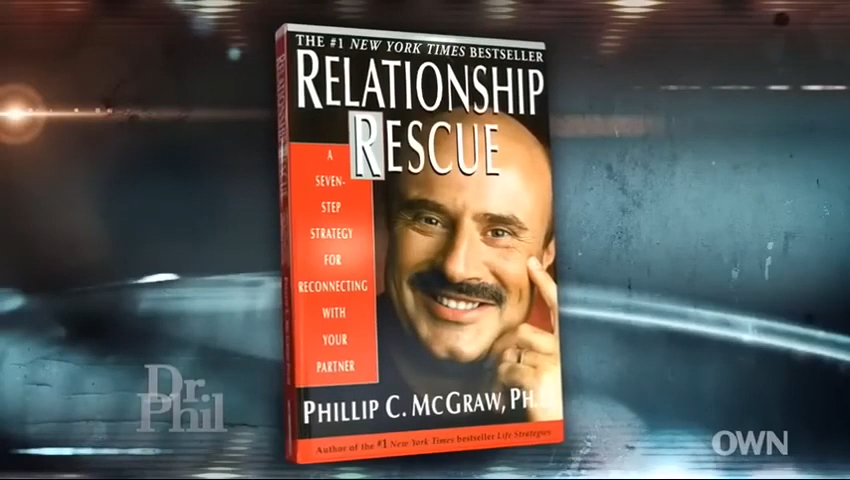 THE #1 NEW YORK TIMES BESTSELLER
RELATIONSHIP
RESCUE
A
SEVEN-
STEP
STRATEGY
FOR
RECONNECTING
WITH
YOUR
PARTNER
PHILLIP C. MCGRAW, PH.
Author of the #1 New York Times bestseller Life Strategies
Dr.
Phil
OWN